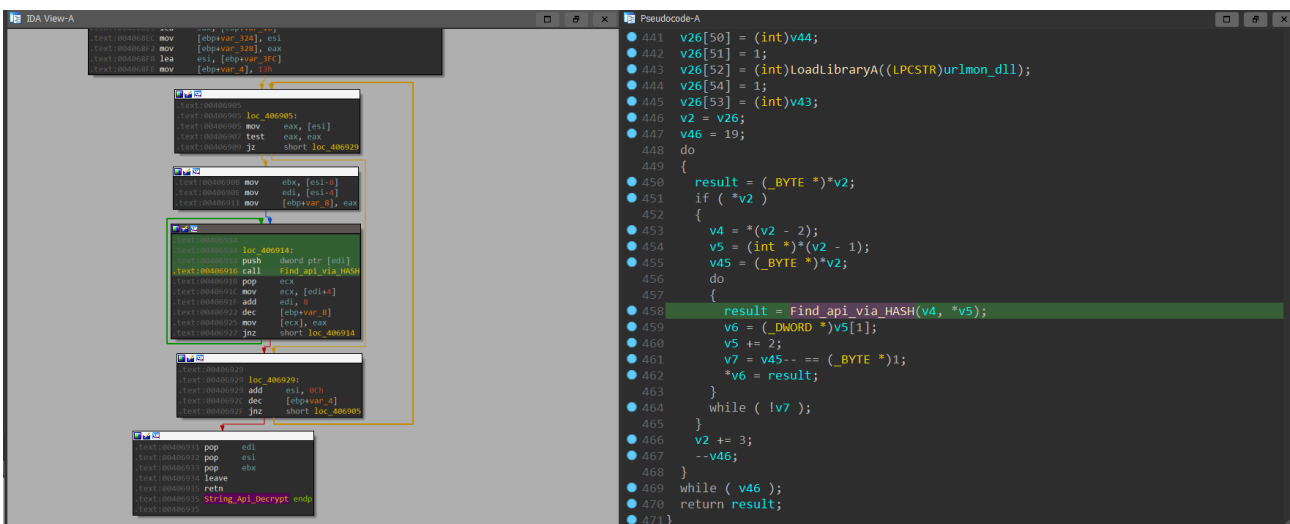 IDA View-A
.text:004068F2 mov [ebp+var_328], eax
.text:004068F8 lea esi, [ebp+var_3FC]
.text:004068FE mov [ebp+var_4], 13h
.text:00406905
.text:00406905 loc_406905:
.text:00406905 mov eax, [esi]
.text:00406907 test eax, eax
.text:00406909 jz short loc_406929
.text:0040690B mov ebx, [esi-8]
.text:0040690E mov edi, [esi-4]
.text:00406911 mov [ebp+var_8], eax
.text:00406914
.text:00406914 loc_406914:
.text:00406914 push dword ptr [edi]
.text:00406916 call Find_api_via_HASH
.text:0040691B pop ecx
.text:0040691C mov ecx, [edi+4]
.text:0040691F add edi, 8
.text:00406922 dec [ebp+var_8]
.text:00406925 mov [ecx], eax
.text:00406927 jnz short loc_406914
.text:00406929
.text:00406929 loc_406929:
.text:00406929 add esi, 0Ch
.text:0040692C dec [ebp+var_4]
.text:0040692F jnz short loc_406905
.text:00406931 pop edi
.text:00406932 pop esi
.text:00406933 pop ebx
.text:00406934 leave
.text:00406935 retn
.text:00406935 String_Api_Decrypt endp
.text:00406935
Pseudocode-A
441 v26[50] = (int)v44;
442 v26[51] = 1;
443 v26[52] = (int)LoadLibraryA((LPCSTR)urlmon_dll);
444 v26[54] = 1;
445 v26[53] = (int)v43;
446 v2 = v26;
447 v46 = 19;
448 do
449 {
450 result = (_BYTE *)*v2;
451 if ( *v2 )
452 {
453 v4 = *(v2 - 2);
454 v5 = (int *)*(v2 - 1);
455 v45 = (_BYTE *)*v2;
456 do
457 {
458 result = Find_api_via_HASH(v4, *v5);
459 v6 = (_DWORD *)v5[1];
460 v5 += 2;
461 v7 = v45-- == (_BYTE *)1;
462 *v6 = result;
463 }
464 while ( !v7 );
465 }
466 v2 += 3;
467 --v46;
468 }
469 while ( v46 );
470 return result;
471 }